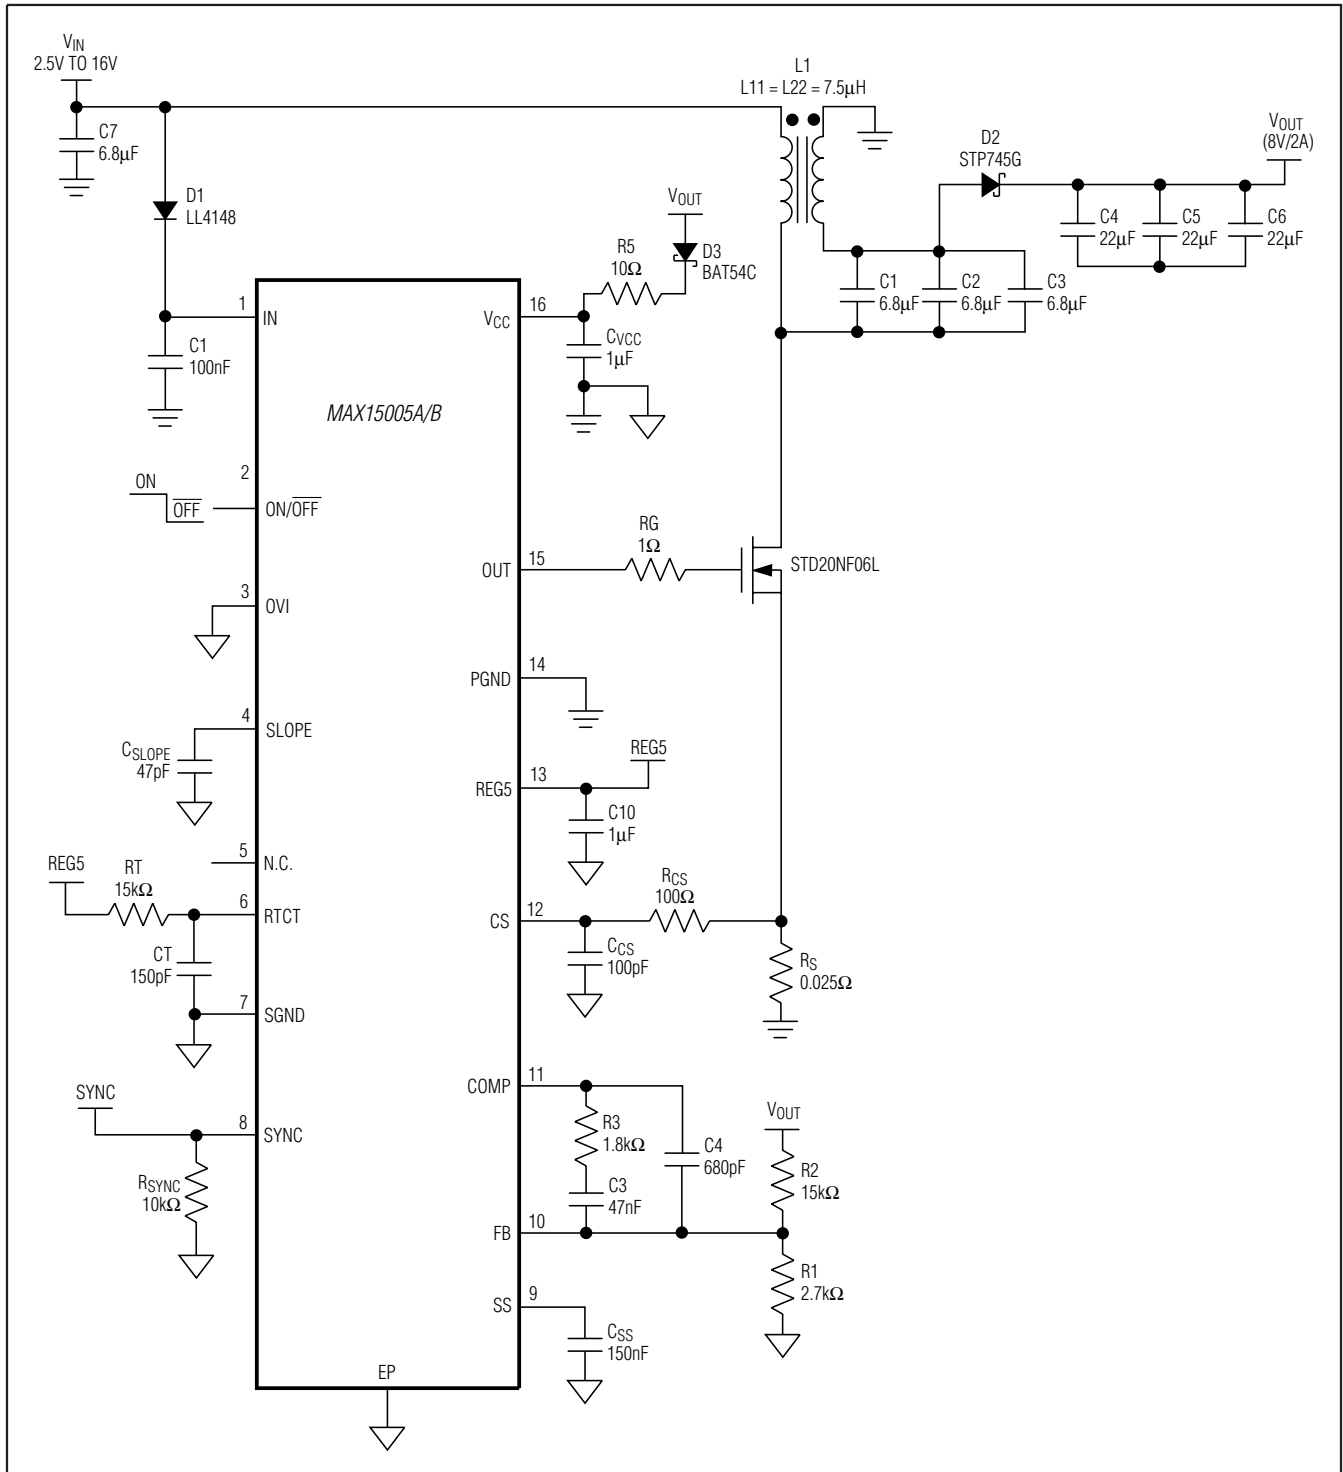 VIN
2.5V TO 16V
C7
6.8µF
D1
LL4148
C1
100nF
L1
L11 = L22 = 7.5µH
D2
STP745G
VOUT
(8V/2A)
C4
22µF
C5
22µF
C6
22µF
C1
6.8µF
C2
6.8µF
C3
6.8µF
VOUT
D3
BAT54C
R5
10Ω
CVCC
1µF
MAX15005A/B
1
IN
2
ON/OFF
ON
OFF
3
OVI
4
SLOPE
CSLOPE
47pF
5
N.C.
REG5
RT
15kΩ
6
RTCT
CT
150pF
7
SGND
SYNC
8
SYNC
RSYNC
10kΩ
EP
16
VCC
15
OUT
RG
1Ω
STD20NF06L
14
PGND
13
REG5
REG5
C10
1µF
12
CS
RCS
100Ω
CCS
100pF
RS
0.025Ω
11
COMP
R3
1.8kΩ
C3
47nF
C4
680pF
VOUT
R2
15kΩ
10
FB
R1
2.7kΩ
9
SS
CSS
150nF